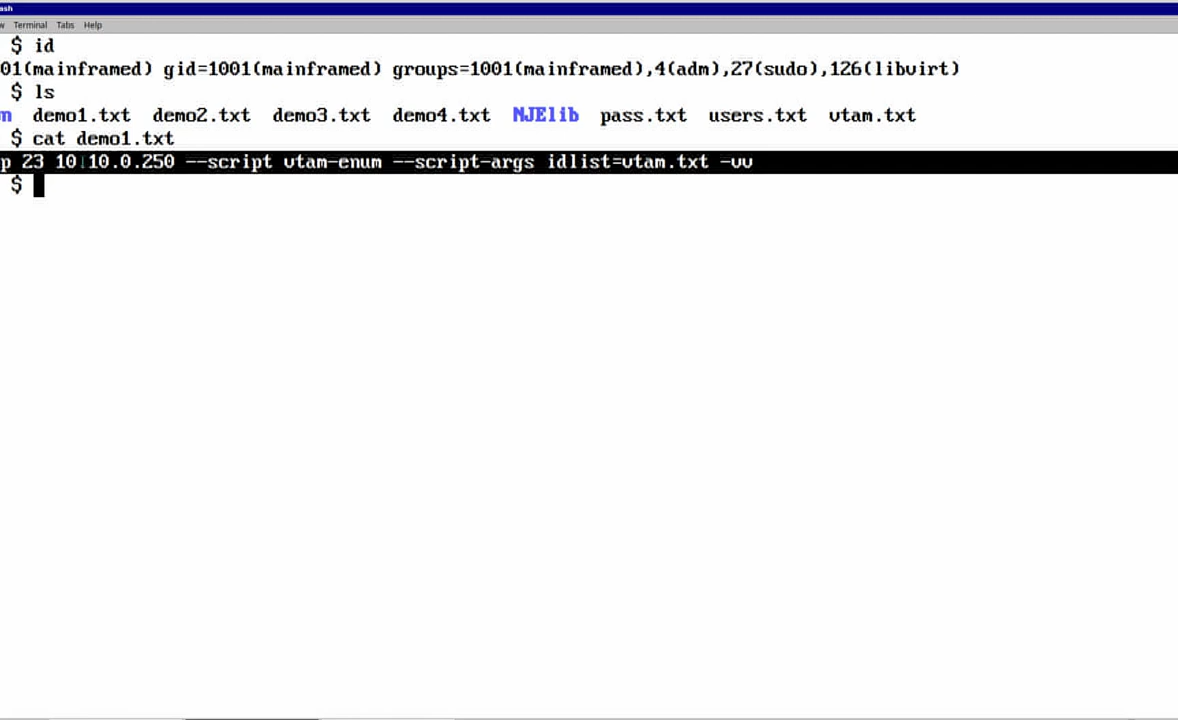 ash
w Terminal Tabs Help
$ id
01(mainframed) gid=1001(mainframed) groups=1001(mainframed),4(adm),27(sudo),126(libvirt)
$ ls
m demo1.txt demo2.txt demo3.txt demo4.txt NJElib pass.txt users.txt vtam.txt
$ cat demo1.txt
p 23 10.10.0.250 --script vtam-enum --script-args idlist=vtam.txt -vv
$